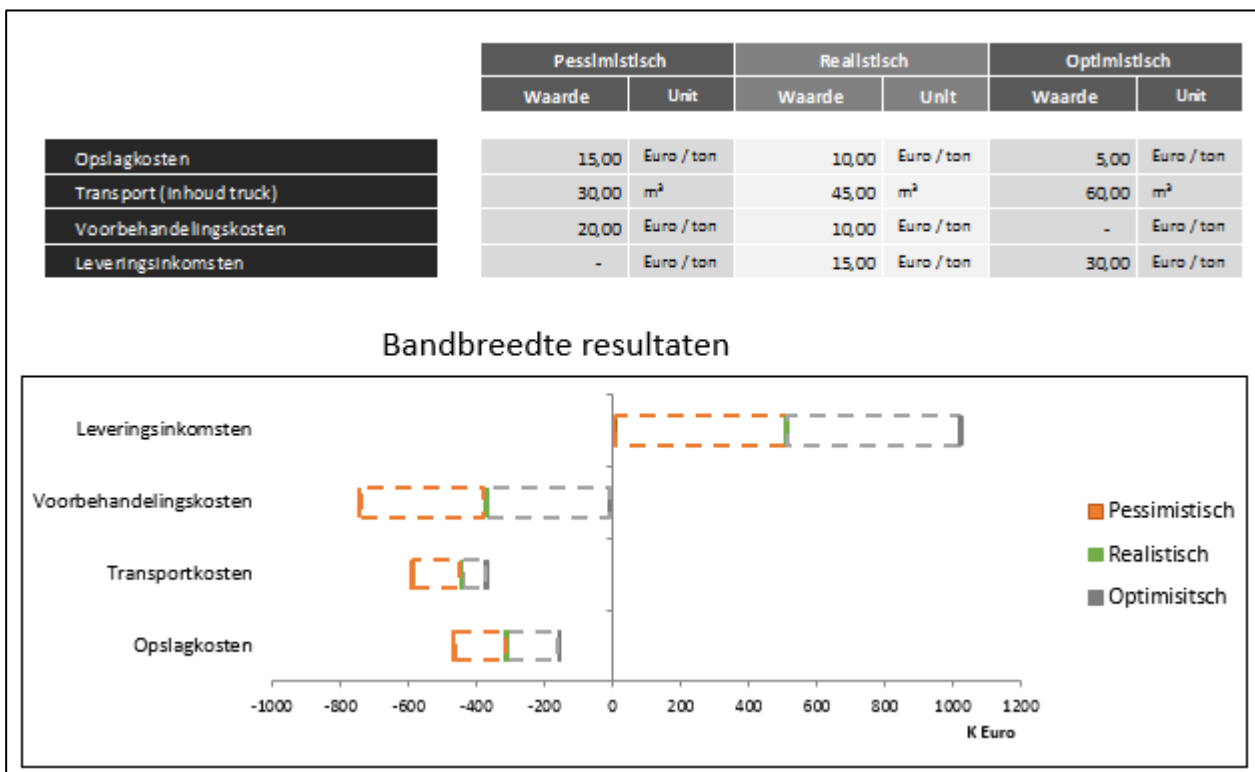 Pessimistisch Realistisch Optimistisch
Waarde Unit Waarde Unit Waarde Unit
Opslagkosten 15,00 Euro / ton 10,00 Euro / ton 5,00 Euro / ton
Transport (Inhoud truck) 30,00 m³ 45,00 m³ 60,00 m³
Voorbehandelingskosten 20,00 Euro / ton 10,00 Euro / ton - Euro / ton
Leveringsinkomsten - Euro / ton 15,00 Euro / ton 30,00 Euro / ton
Bandbreedte resultaten
Leveringsinkomsten
Voorbehandelingskosten
Transportkosten
Opslagkosten
Pessimistisch
Realistisch
Optimisitsch
-1000 -800 -600 -400 -200 0 200 400 600 800 1000 1200
K Euro